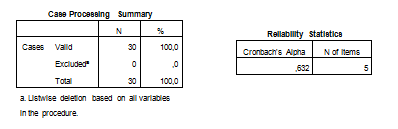 Case Processing Summary
N %
Cases Valid 30 100,0
Excludedᵃ 0 ,0
Total 30 100,0
a. Listwise deletion based on all variables
in the procedure.
Reliability Statistics
Cronbach's Alpha N of Items
,632 5